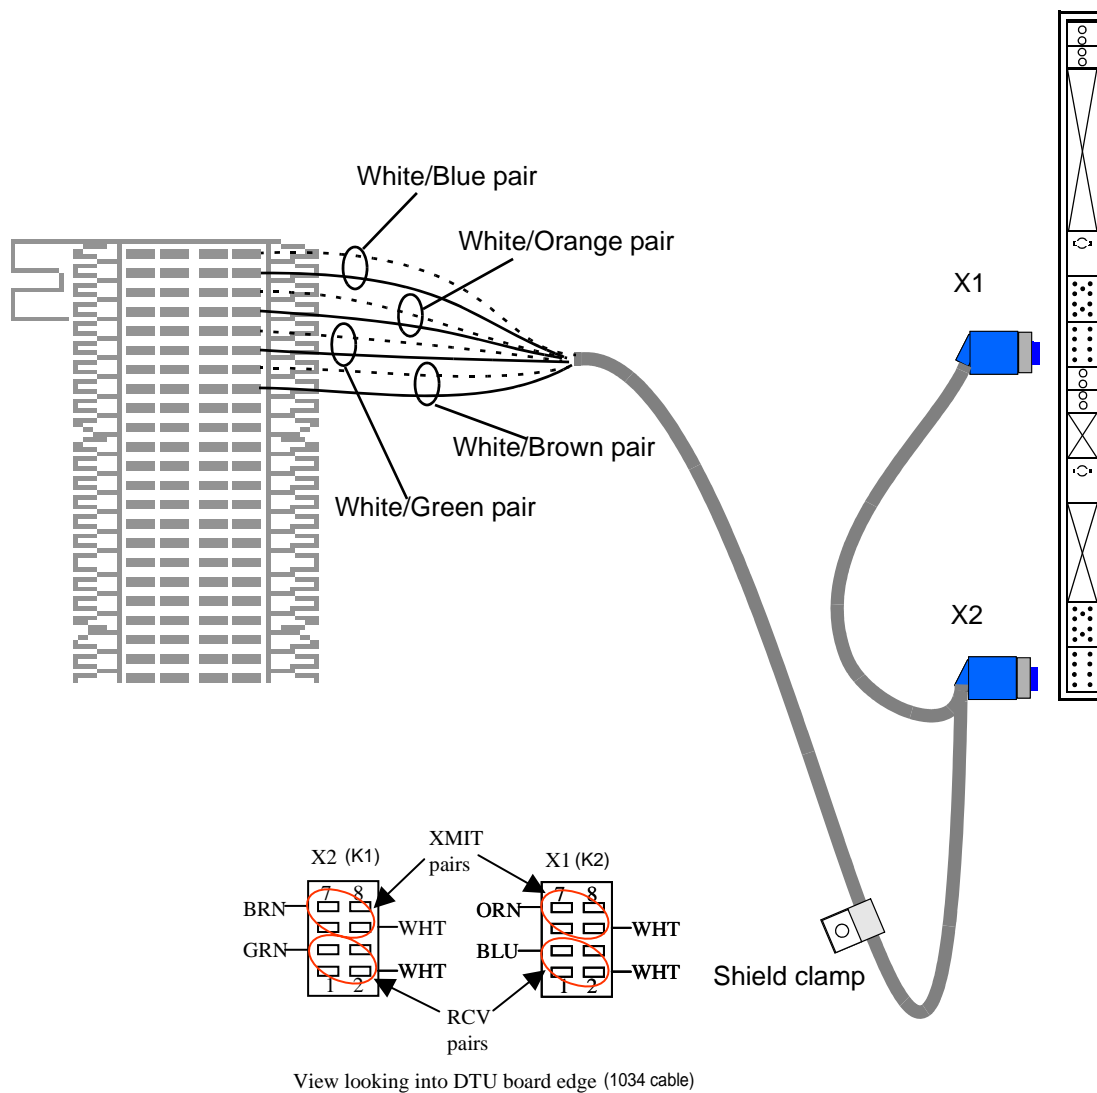 White/Blue pair
White/Orange pair
X1
White/Brown pair
White/Green pair
X2
XMIT
pairs
X2 (K1)
X1 (K2)
7 8
7 8
BRN
ORN
WHT
WHT
GRN
BLU
WHT
WHT
1 2
1 2
Shield clamp
RCV
pairs
View looking into DTU board edge (1034 cable)